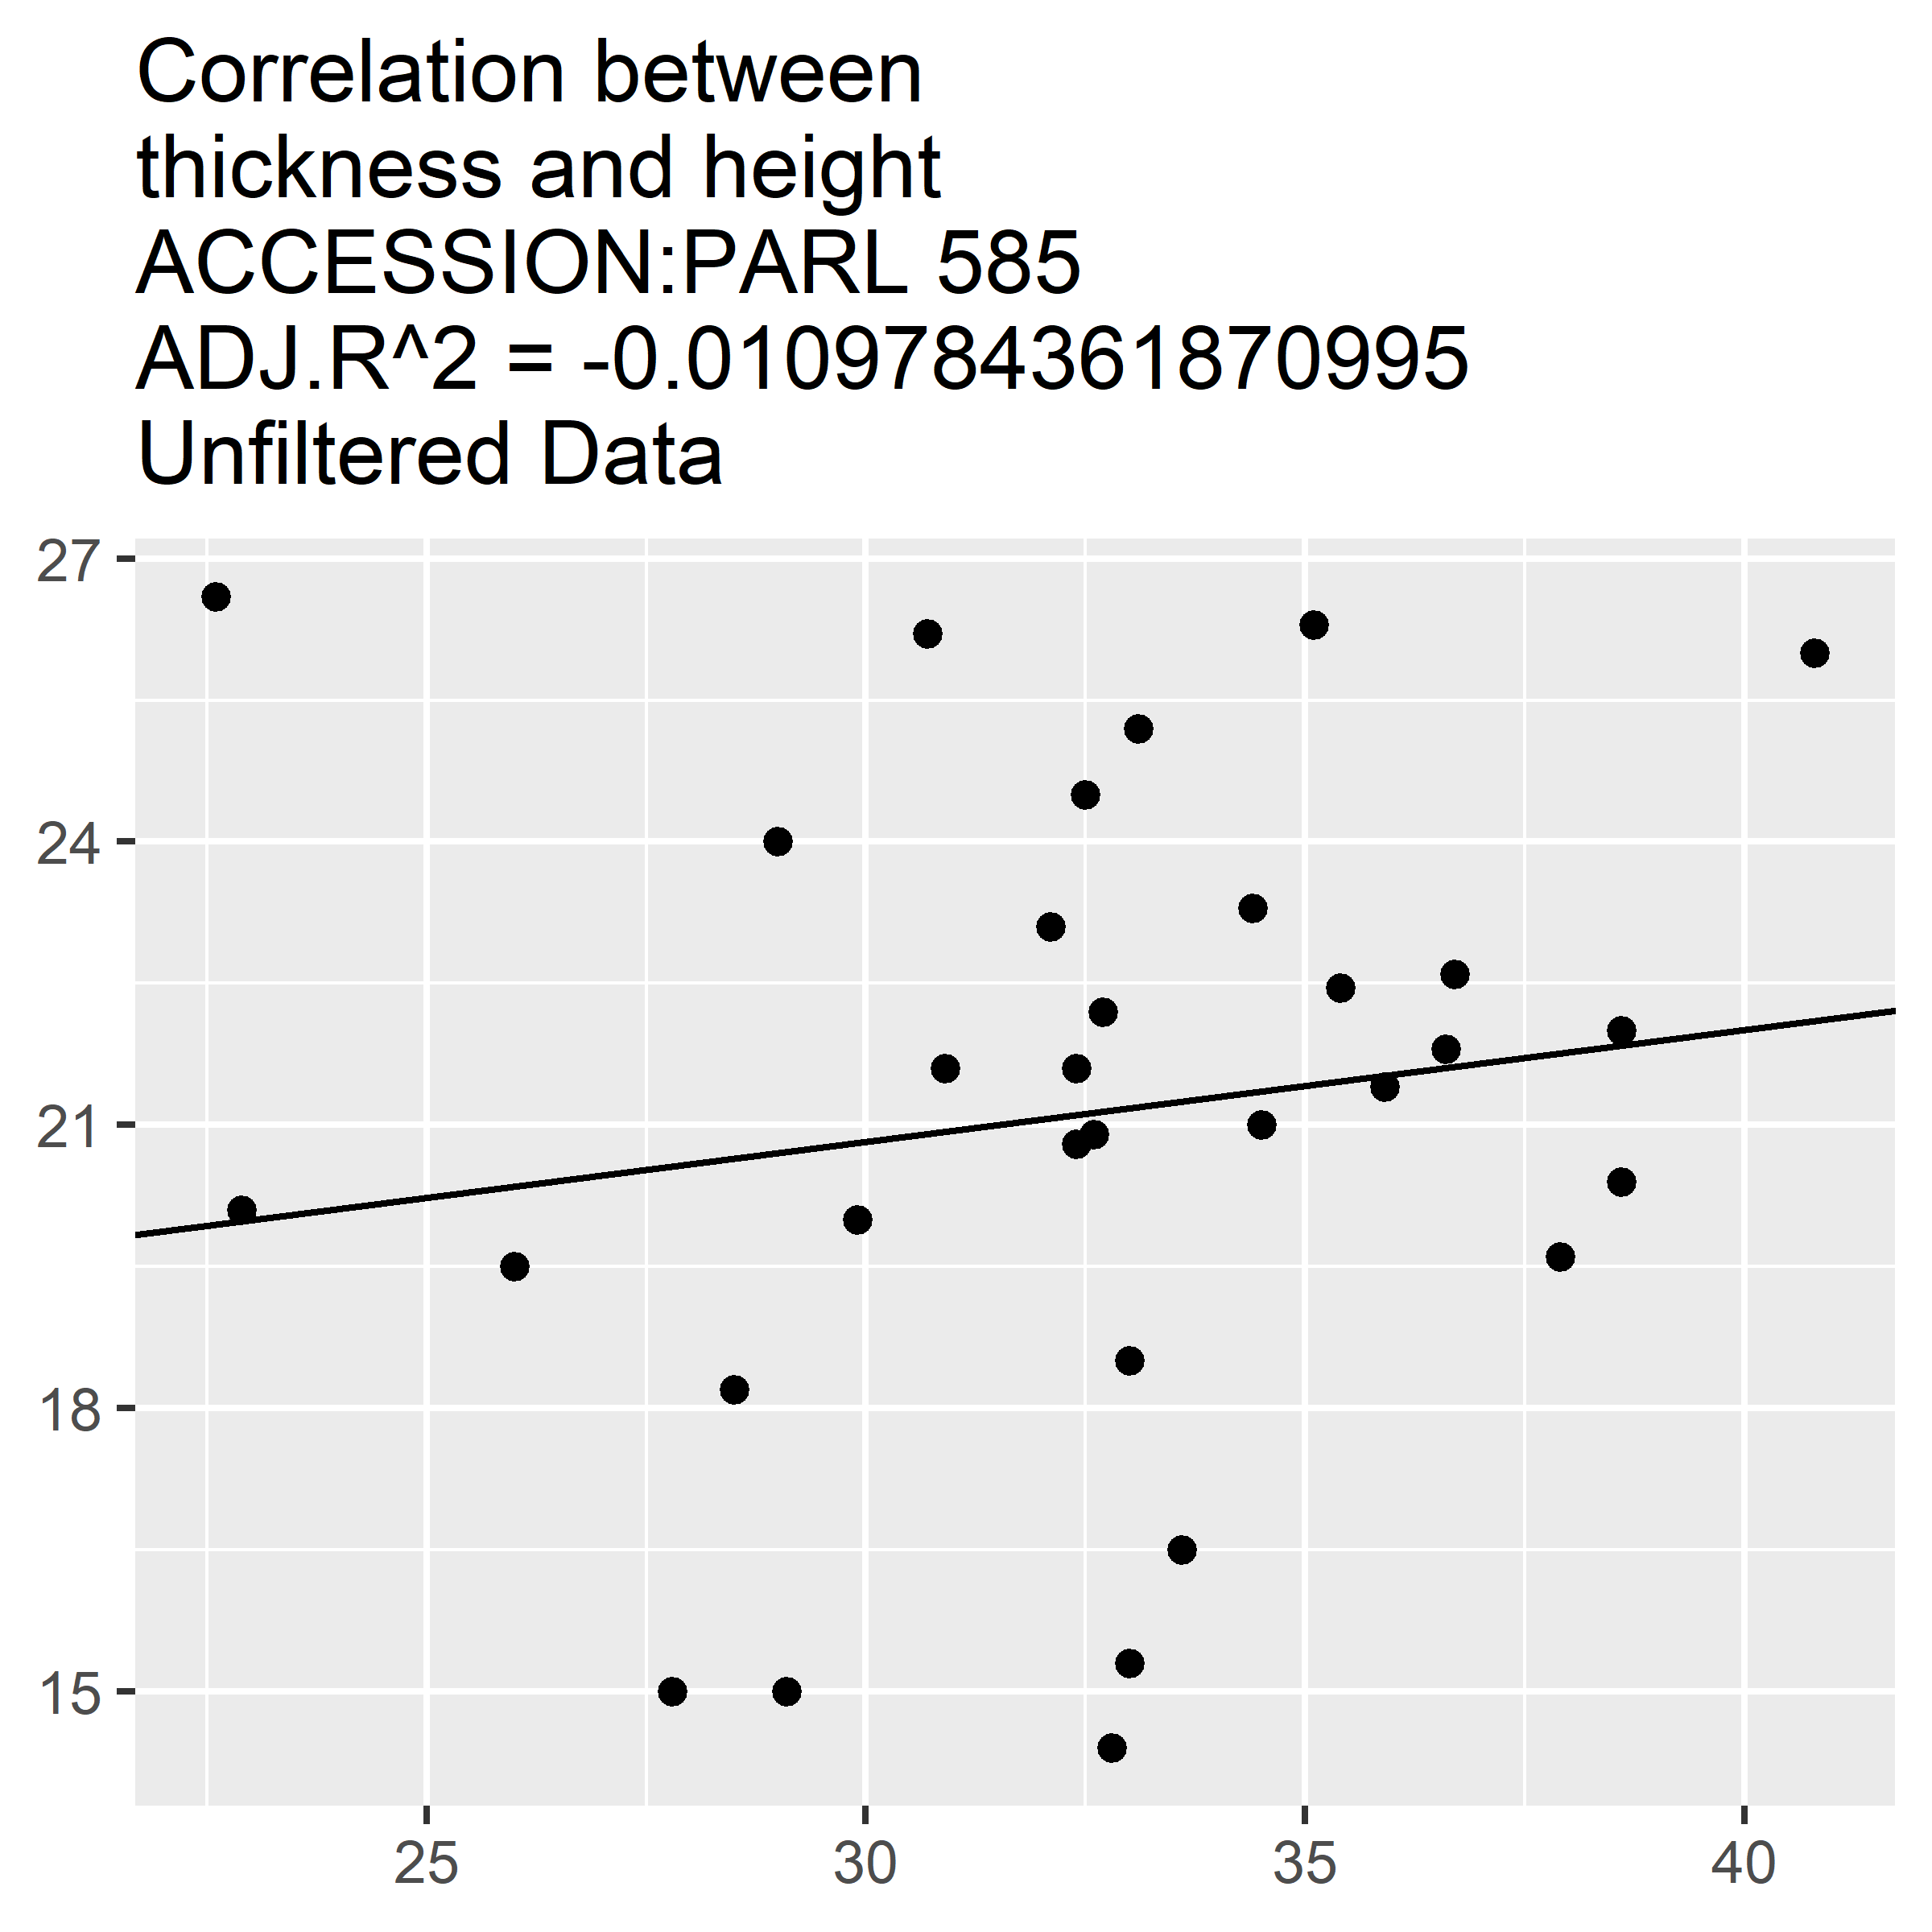 Correlation between
thickness and height
ACCESSION:PARL 585
ADJ.R^2 = -0.0109784361870995
Unfiltered Data
27
24
21
18
15
25 30 35 40